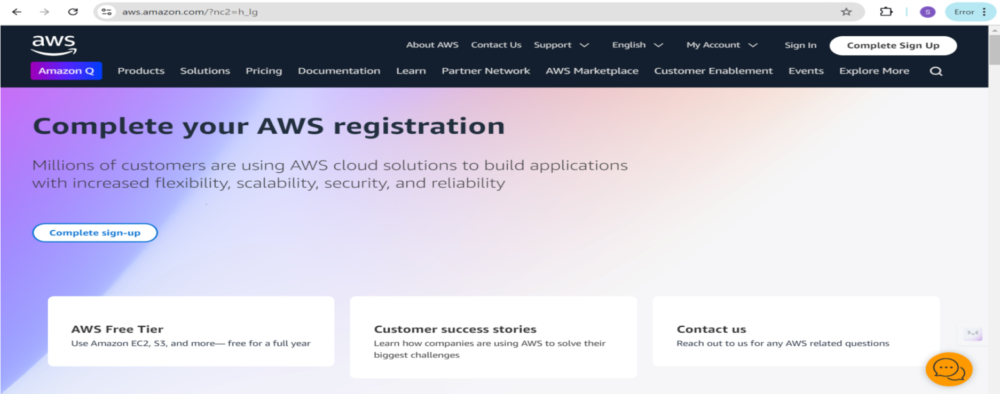 aws.amazon.com/?nc2=h_lg
S
Error
aws
About AWS Contact Us Support English My Account Sign In Complete Sign Up
Amazon Q Products Solutions Pricing Documentation Learn Partner Network AWS Marketplace Customer Enablement Events Explore More
Complete your AWS registration
Millions of customers are using AWS cloud solutions to build applications
with increased flexibility, scalability, security, and reliability
Complete sign-up
AWS Free Tier
Use Amazon EC2, S3, and more— free for a full year
Customer success stories
Learn how companies are using AWS to solve their
biggest challenges
Contact us
Reach out to us for any AWS related questions